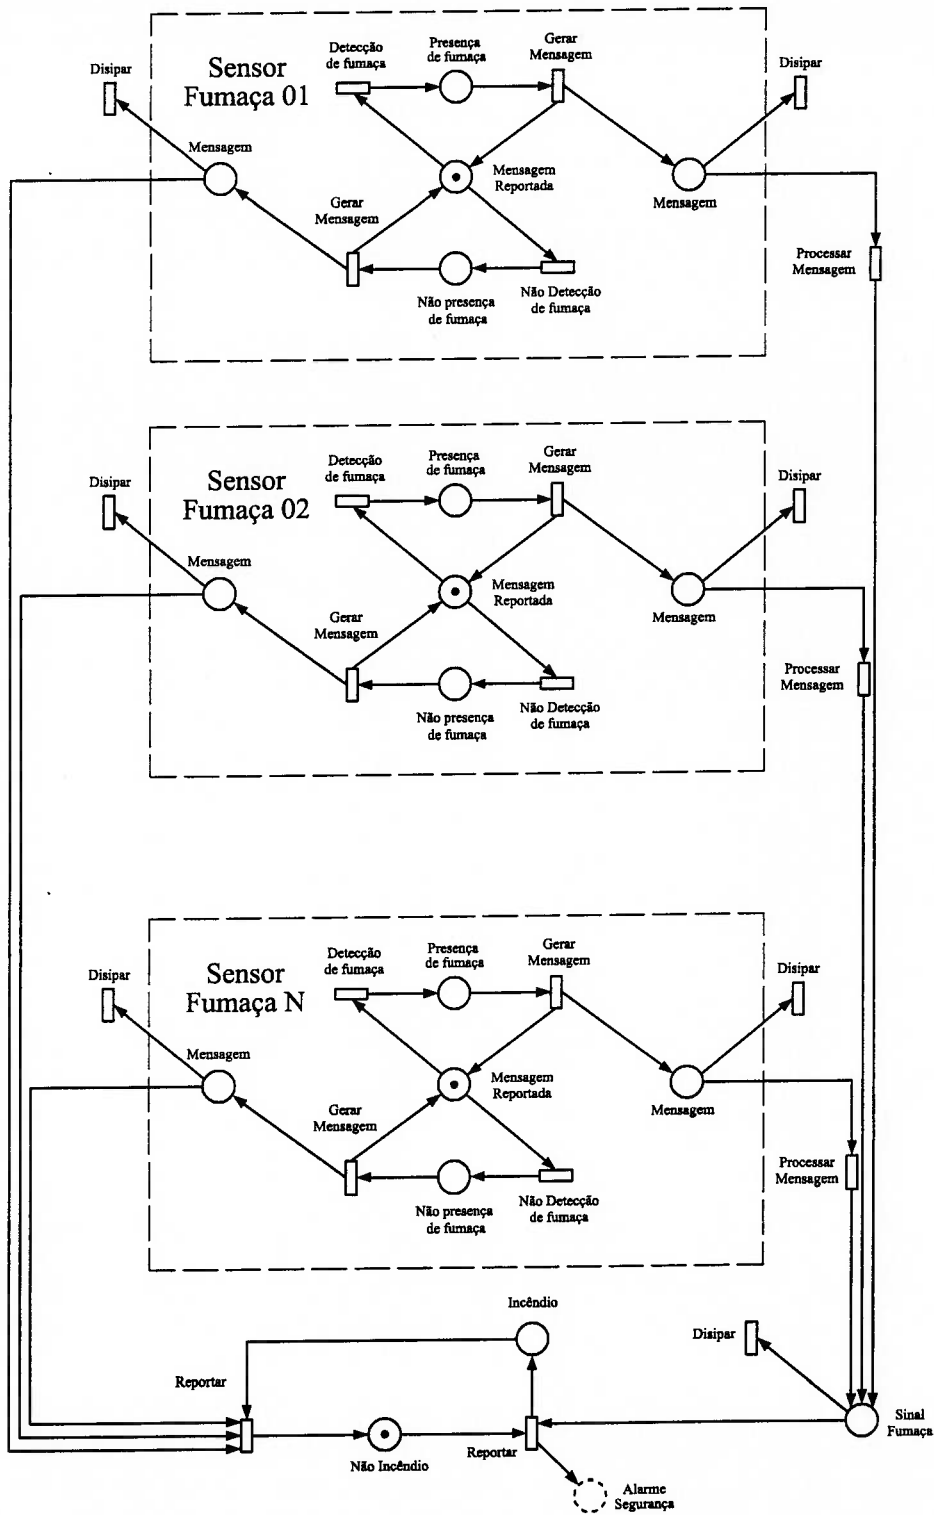 Disipar
Sensor
Fumaça 01
Detecção
de fumaça
Presença
de fumaça
Gerar
Mensagem
Disipar
Mensagem
Mensagem
Reportada
Mensagem
Gerar
Mensagem
Não presença
de fumaça
Não Detecção
de fumaça
Processar
Mensagem
Disipar
Sensor
Fumaça 02
Detecção
de fumaça
Presença
de fumaça
Gerar
Mensagem
Disipar
Mensagem
Mensagem
Reportada
Mensagem
Gerar
Mensagem
Não presença
de fumaça
Não Detecção
de fumaça
Processar
Mensagem
Disipar
Sensor
Fumaça N
Detecção
de fumaça
Presença
de fumaça
Gerar
Mensagem
Disipar
Mensagem
Mensagem
Reportada
Mensagem
Gerar
Mensagem
Não presença
de fumaça
Não Detecção
de fumaça
Processar
Mensagem
Incêndio
Disipar
Reportar
Não Incêndio
Reportar
Sinal
Fumaça
Alarme
Segurança